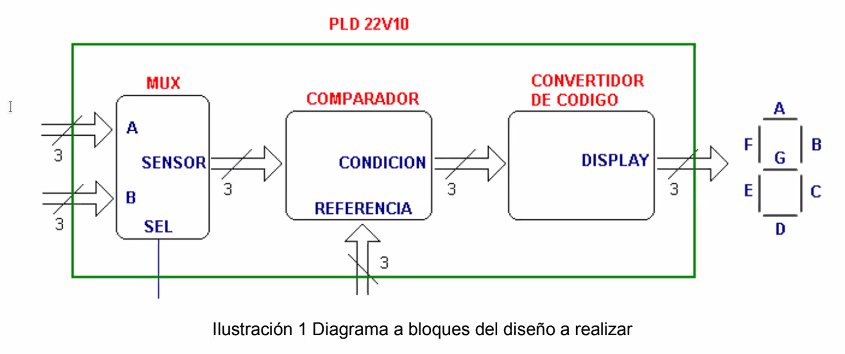 PLD 22V10
MUX
COMPARADOR
CONVERTIDOR
DE CODIGO
A
SENSOR
B
SEL
3
3
3
CONDICION
REFERENCIA
3
3
DISPLAY
3
A
F
B
G
E
C
D
Ilustración 1 Diagrama a bloques del diseño a realizar